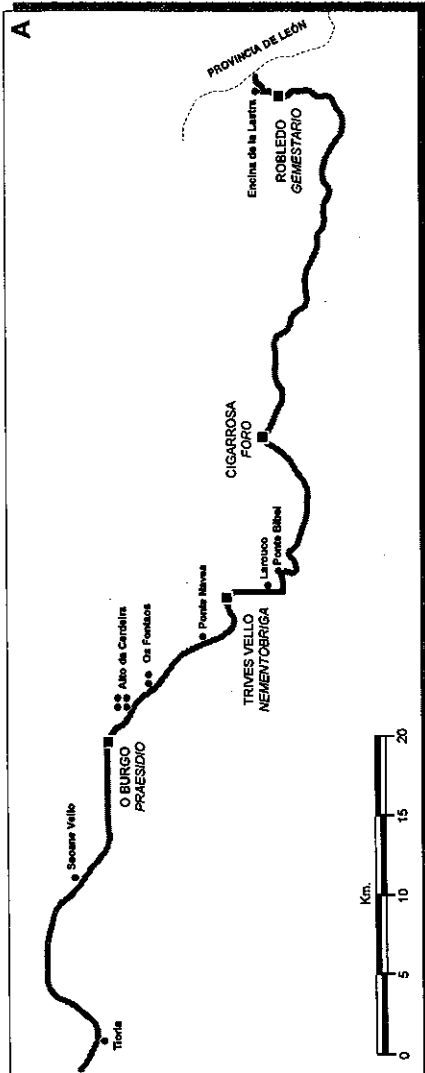 A
PROVINCIA DE LEÓN
Encina de la Lastra
ROBLEDO
GEMESTARIO
CIGARROSA
FORO
Larouco
Ponte Bibei
TRIVES VELLO
NEMENTOBRIGA
Ponte Navea
Os Fontaos
Alto da Cerdeira
O BURGO
PRAESIDIO
Seoane Vello
Tioria
Km.
0 5 10 15 20